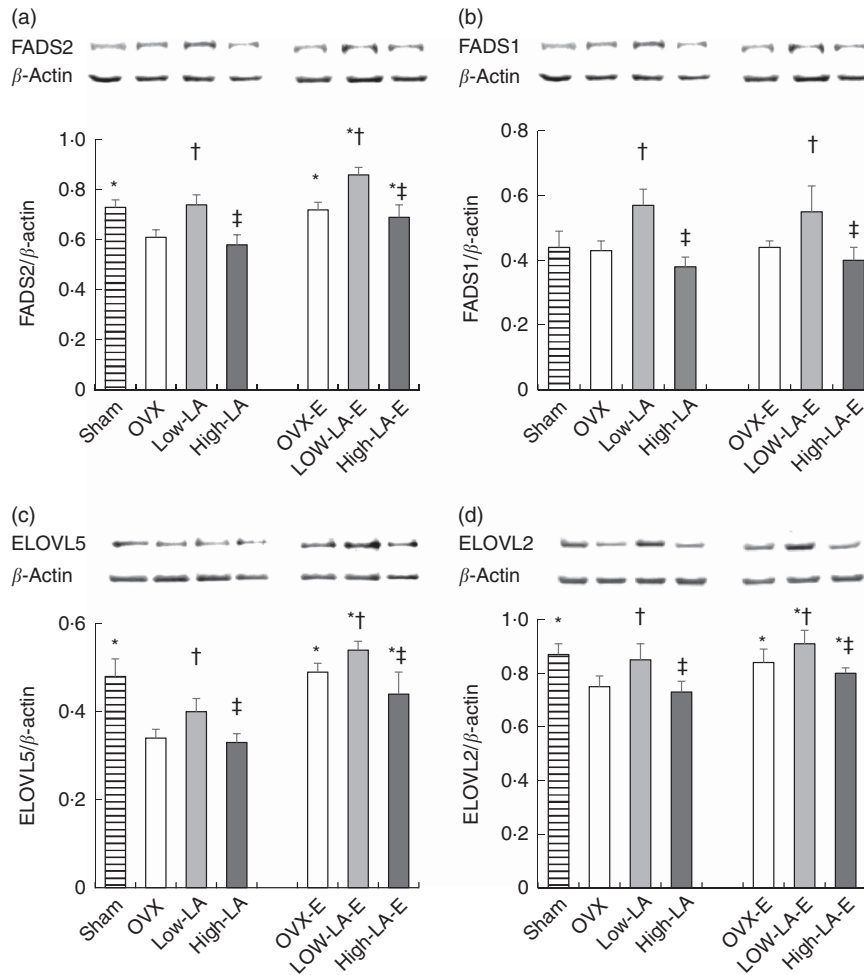 (a)
FADS2
β-Actin
1·0
0·8
0·6
0·4
0·2
0
FADS2/β-actin
*
†
‡
*
*†
*‡
Sham
OVX
Low-LA
High-LA
OVX-E
LOW-LA-E
High-LA-E
(b)
FADS1
β-Actin
0·8
0·6
0·4
0·2
0
FADS1/β-actin
†
‡
†
‡
Sham
OVX
Low-LA
High-LA
OVX-E
LOW-LA-E
High-LA-E
(c)
ELOVL5
β-Actin
0·6
0·4
0·2
0
ELOVL5/β-actin
*
†
‡
*
*†
*‡
Sham
OVX
Low-LA
High-LA
OVX-E
LOW-LA-E
High-LA-E
(d)
ELOVL2
β-Actin
1·0
0·8
0·6
0·4
0·2
0
ELOVL2/β-actin
*
†
‡
*
*†
*‡
Sham
OVX
Low-LA
High-LA
OVX-E
LOW-LA-E
High-LA-E